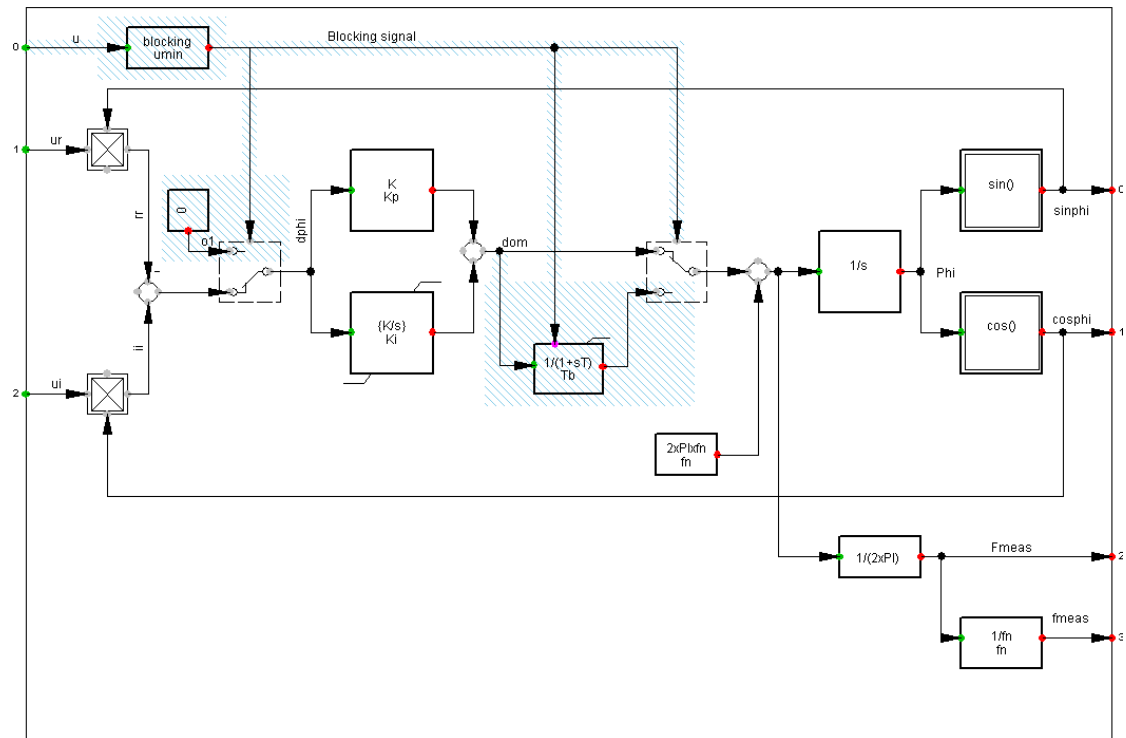 0
u
blocking
umin
Blocking signal
1
ur
rr
0
o1
-
dphi
K
Kp
{K/s}
Ki
dom
1/(1+sT)
Tb
1/s
Phi
sin()
sinphi
0
cos()
cosphi
1
ii
2
ui
2xPIxfn
fn
1/(2xPI)
Fmeas
2
1/fn
fn
fmeas
3